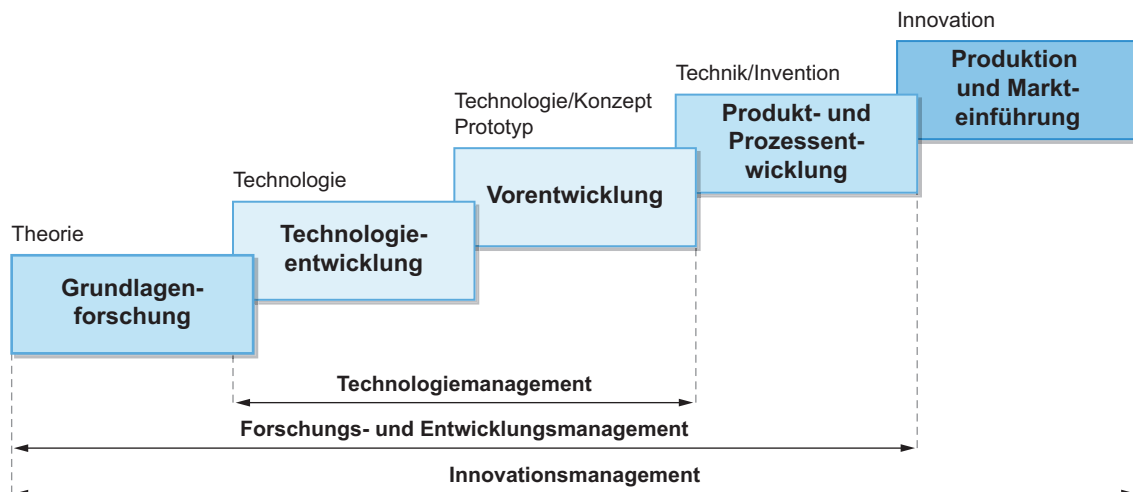 Innovation
Produktion
und Markt-
einführung
Technik/Invention
Produkt- und
Prozessent-
wicklung
Technologie/Konzept
Prototyp
Vorentwicklung
Technologie
Technologie-
entwicklung
Theorie
Grundlagen-
forschung
Technologiemanagement
Forschungs- und Entwicklungsmanagement
Innovationsmanagement